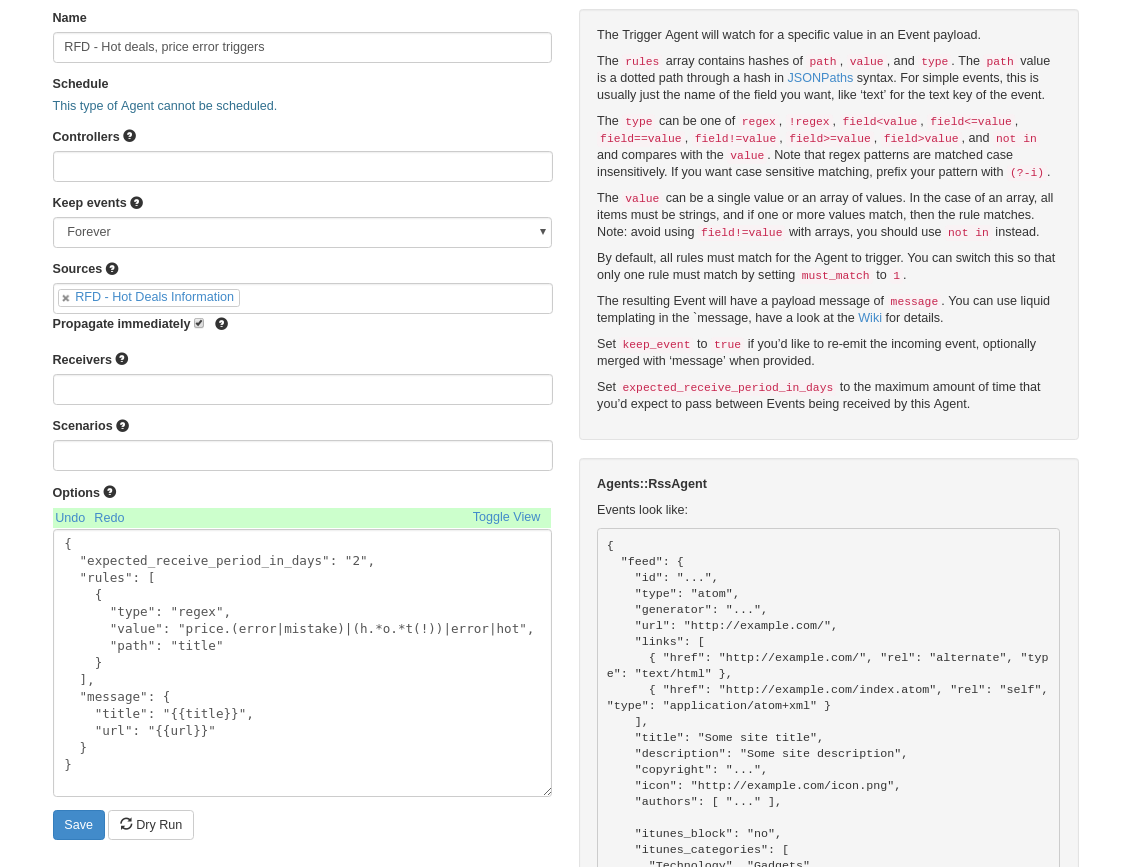 Name
RFD - Hot deals, price error triggers
Schedule
This type of Agent cannot be scheduled.
Controllers
Keep events
Forever
Sources
RFD - Hot Deals Information
Propagate immediately
Receivers
Scenarios
Options
Undo Redo Toggle View
{
  "expected_receive_period_in_days": "2",
  "rules": [
    {
      "type": "regex",
      "value": "price.(error|mistake)|(h.*o.*t(!))|error|hot",
      "path": "title"
    }
  ],
  "message": {
    "title": "{{title}}",
    "url": "{{url}}"
  }
}
Save Dry Run
The Trigger Agent will watch for a specific value in an Event payload.
The rules array contains hashes of path, value, and type. The path value
is a dotted path through a hash in JSONPaths syntax. For simple events, this is
usually just the name of the field you want, like ‘text’ for the text key of the event.
The type can be one of regex, !regex, field<value, field<=value,
field==value, field!=value, field>=value, field>value, and not in
and compares with the value. Note that regex patterns are matched case
insensitively. If you want case sensitive matching, prefix your pattern with (?-i).
The value can be a single value or an array of values. In the case of an array, all
items must be strings, and if one or more values match, then the rule matches.
Note: avoid using field!=value with arrays, you should use not in instead.
By default, all rules must match for the Agent to trigger. You can switch this so that
only one rule must match by setting must_match to 1.
The resulting Event will have a payload message of message. You can use liquid
templating in the `message, have a look at the Wiki for details.
Set keep_event to true if you’d like to re-emit the incoming event, optionally
merged with ‘message’ when provided.
Set expected_receive_period_in_days to the maximum amount of time that
you’d expect to pass between Events being received by this Agent.
Agents::RssAgent
Events look like:
{
  "feed": {
    "id": "...",
    "type": "atom",
    "generator": "...",
    "url": "http://example.com/",
    "links": [
      { "href": "http://example.com/", "rel": "alternate", "typ
e": "text/html" },
      { "href": "http://example.com/index.atom", "rel": "self",
"type": "application/atom+xml" }
    ],
    "title": "Some site title",
    "description": "Some site description",
    "copyright": "...",
    "icon": "http://example.com/icon.png",
    "authors": [ "..." ],
    "itunes_block": "no",
    "itunes_categories": [
      "Technology", "Gadgets",